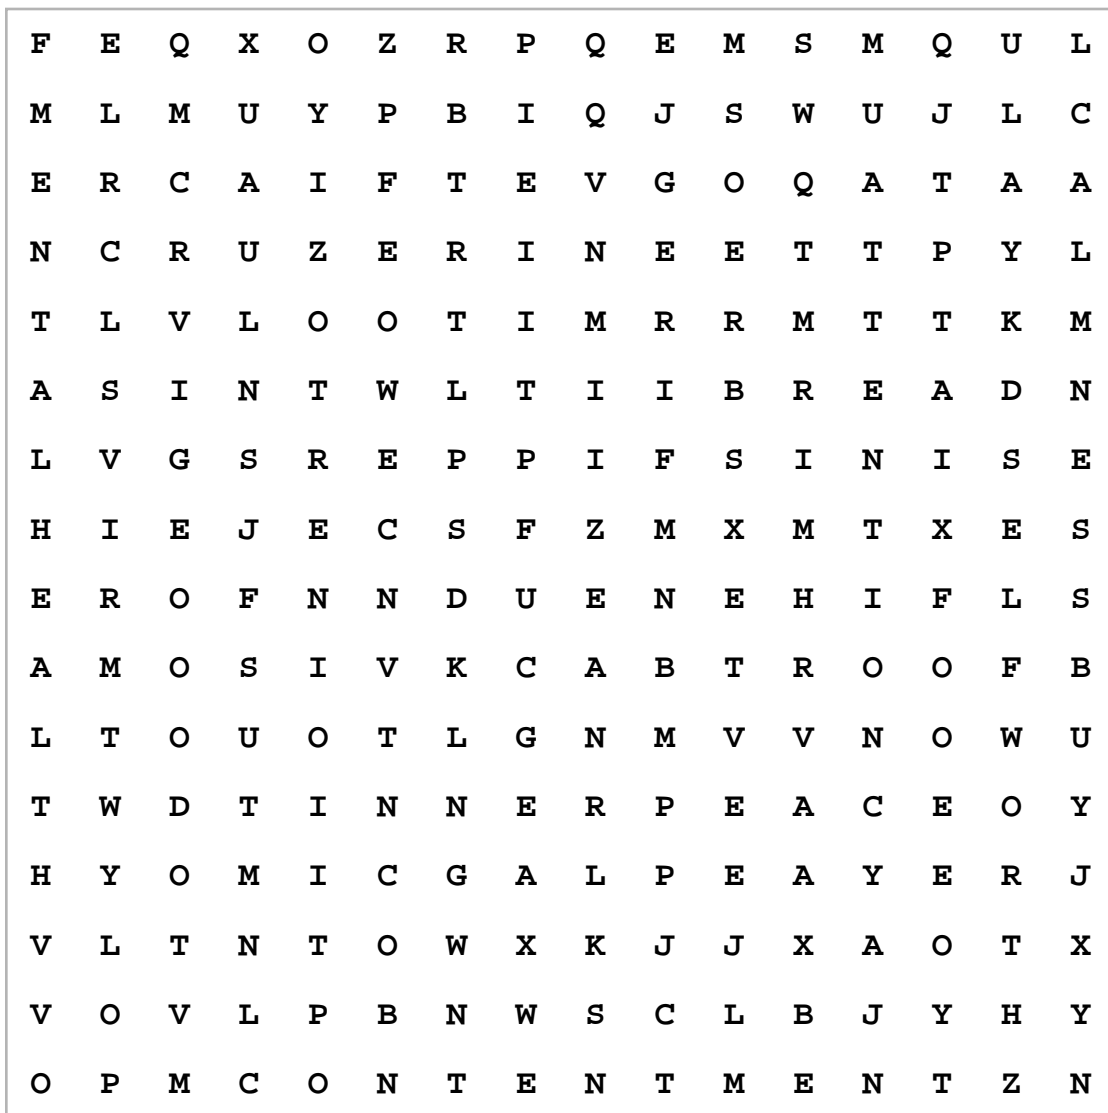 F E Q X O Z R P Q E M S M Q U L
M L M U Y P B I Q J S W U J L C
E R C A I F T E V G O Q A T A A
N C R U Z E R I N E E T T P Y L
T L V L O O T I M R R M T T K M
A S I N T W L T I I B R E A D N
L V G S R E P P I F S I N I S E
H I E J E C S F Z M X M T X E S
E R O F N N D U E N E H I F L S
A M O S I V K C A B T R O O F B
L T O U O T L G N M V V N O W U
T W D T I N N E R P E A C E O Y
H Y O M I C G A L P E A Y E R J
V L T N T O W X K J J X A O T X
V O V L P B N W S C L B J Y H Y
O P M C O N T E N T M E N T Z N